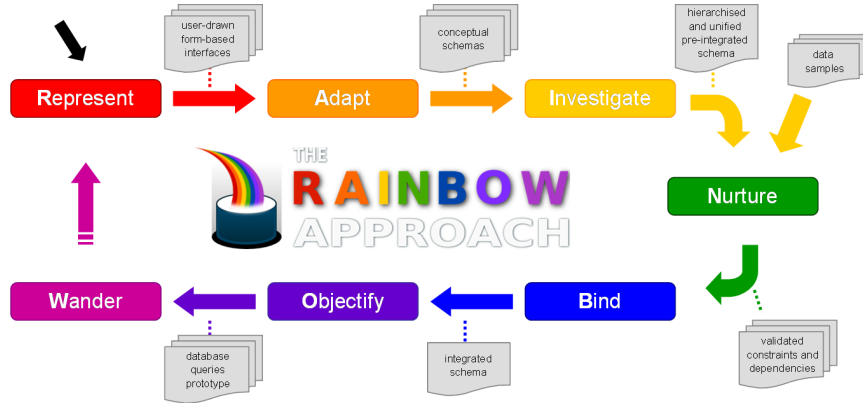 user-drawn
form-based
interfaces
conceptual
schemas
hierarchised
and unified
pre-integrated
schema
data
samples
Represent
Adapt
Investigate
THE
RAINBOW
APPROACH
Nurture
Wander
Objectify
Bind
database
queries
prototype
integrated
schema
validated
constraints and
dependencies